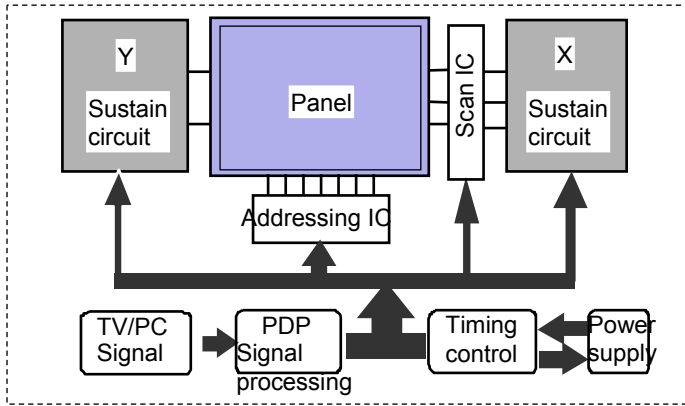 Y
Sustain
circuit
Panel
Scan IC
X
Sustain
circuit
Addressing IC
TV/PC
Signal
PDP
Signal
processing
Timing
control
Power
supply